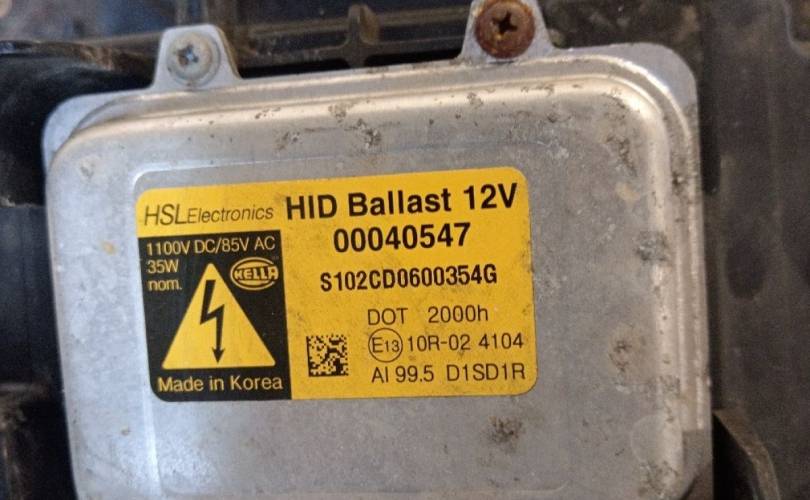 HSLElectronics
HID Ballast 12V
00040547
S102CD0600354G
1100V DC/85V AC
35W
nom.
HELLA
Made in Korea
DOT 2000h
E13 10R-02 4104
AI 99.5 D1SD1R